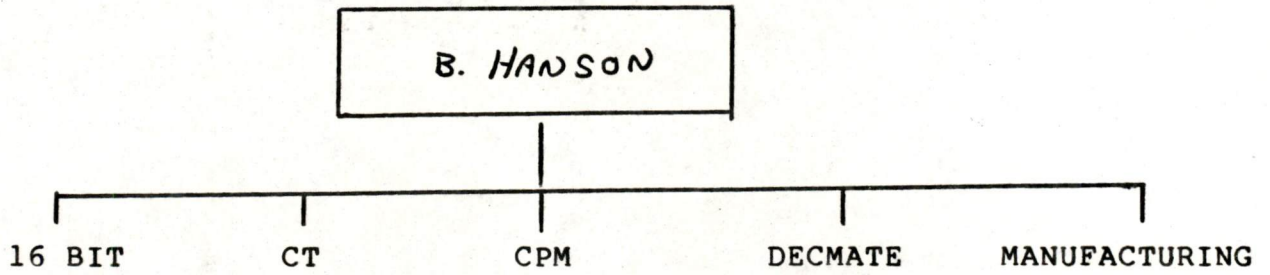 B. HANSON
16 BIT CT CPM DECMATE MANUFACTURING